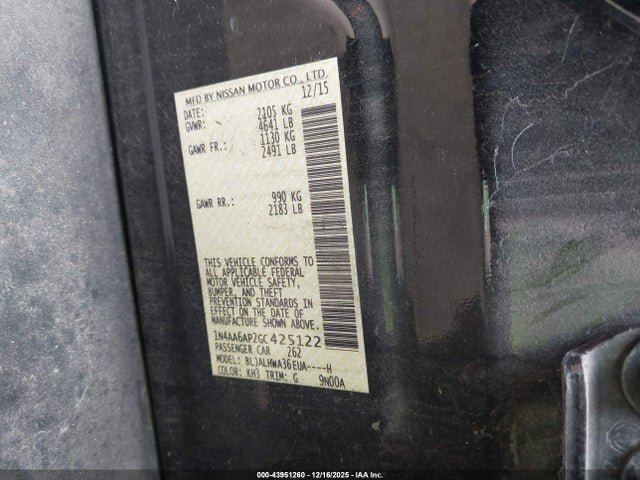 MFD BY NISSAN MOTOR CO., LTD.
DATE: 12/15
GVWR: 2105 KG
4641 LB
GAWR FR.: 1130 KG
2491 LB
GAWR RR.: 990 KG
2183 LB
THIS VEHICLE CONFORMS TO
ALL APPLICABLE FEDERAL
MOTOR VEHICLE SAFETY,
BUMPER, AND THEFT
PREVENTION STANDARDS IN
EFFECT ON THE DATE OF
MANUFACTURE SHOWN ABOVE.
1N4AA6AP2GC425122
PASSENGER CAR 262
MODEL: BLJALHWA36EUA----H
COLOR: KH3 TRIM: G 9N00A
000-43951260 - 12/16/2025 - IAA Inc.